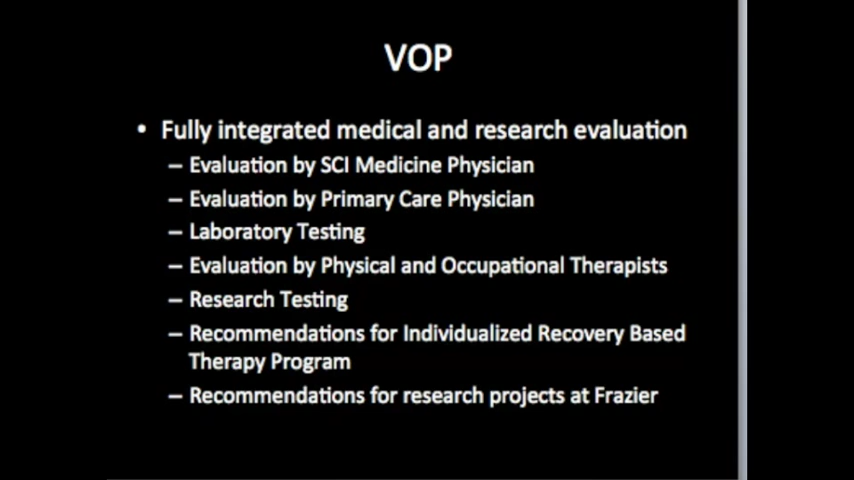 VOP
• Fully integrated medical and research evaluation
– Evaluation by SCI Medicine Physician
– Evaluation by Primary Care Physician
– Laboratory Testing
– Evaluation by Physical and Occupational Therapists
– Research Testing
– Recommendations for Individualized Recovery Based
Therapy Program
– Recommendations for research projects at Frazier